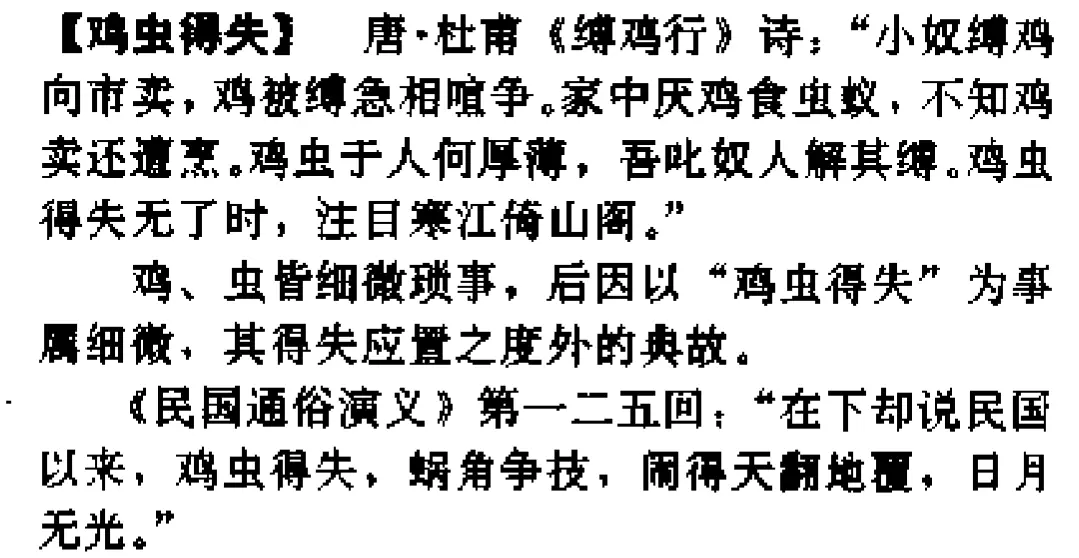 【鸡虫得失】 唐·杜甫《缚鸡行》诗：“小奴缚鸡
向市卖，鸡被缚急相喧争。家中厌鸡食虫蚁，不知鸡
卖还遭烹。鸡虫于人何厚薄，吾叱奴人解其缚。鸡虫
得失无了时，注目寒江倚山阁。”
鸡、虫皆细微琐事，后因以“鸡虫得失”为事
属细微，其得失应置之度外的典故。
《民国通俗演义》第一二五回：“在下却说民国
以来，鸡虫得失，蜗角争技，闹得天翻地覆，日月
无光。”